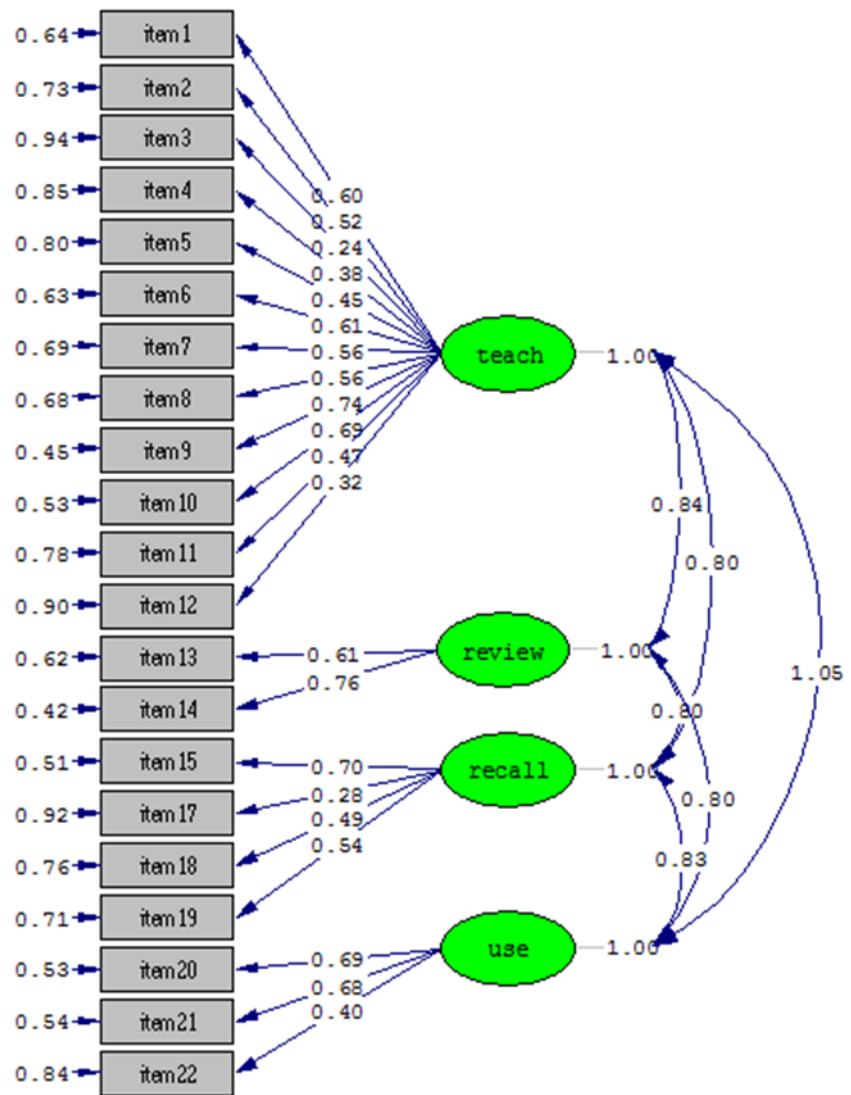 0.64 item1
0.73 item2
0.94 item3
0.85 item4
0.60
0.80 item5
0.52
0.24
0.38
0.63 item6
0.45
0.61
0.69 item7
teach 1.00
0.56
0.56
0.68 item8
0.74
0.69
0.45 item9
0.47
0.32
0.53 item10
0.84
0.78 item11
0.80
0.90 item12
0.62 item13
0.61
review 1.00
1.05
0.76
0.42 item14
0.80
0.51 item15
0.70
recall 1.00
0.28
0.92 item17
0.80
0.49
0.54
0.76 item18
0.83
0.71 item19
use 1.00
0.69
0.53 item20
0.68
0.40
0.54 item21
0.84 item22